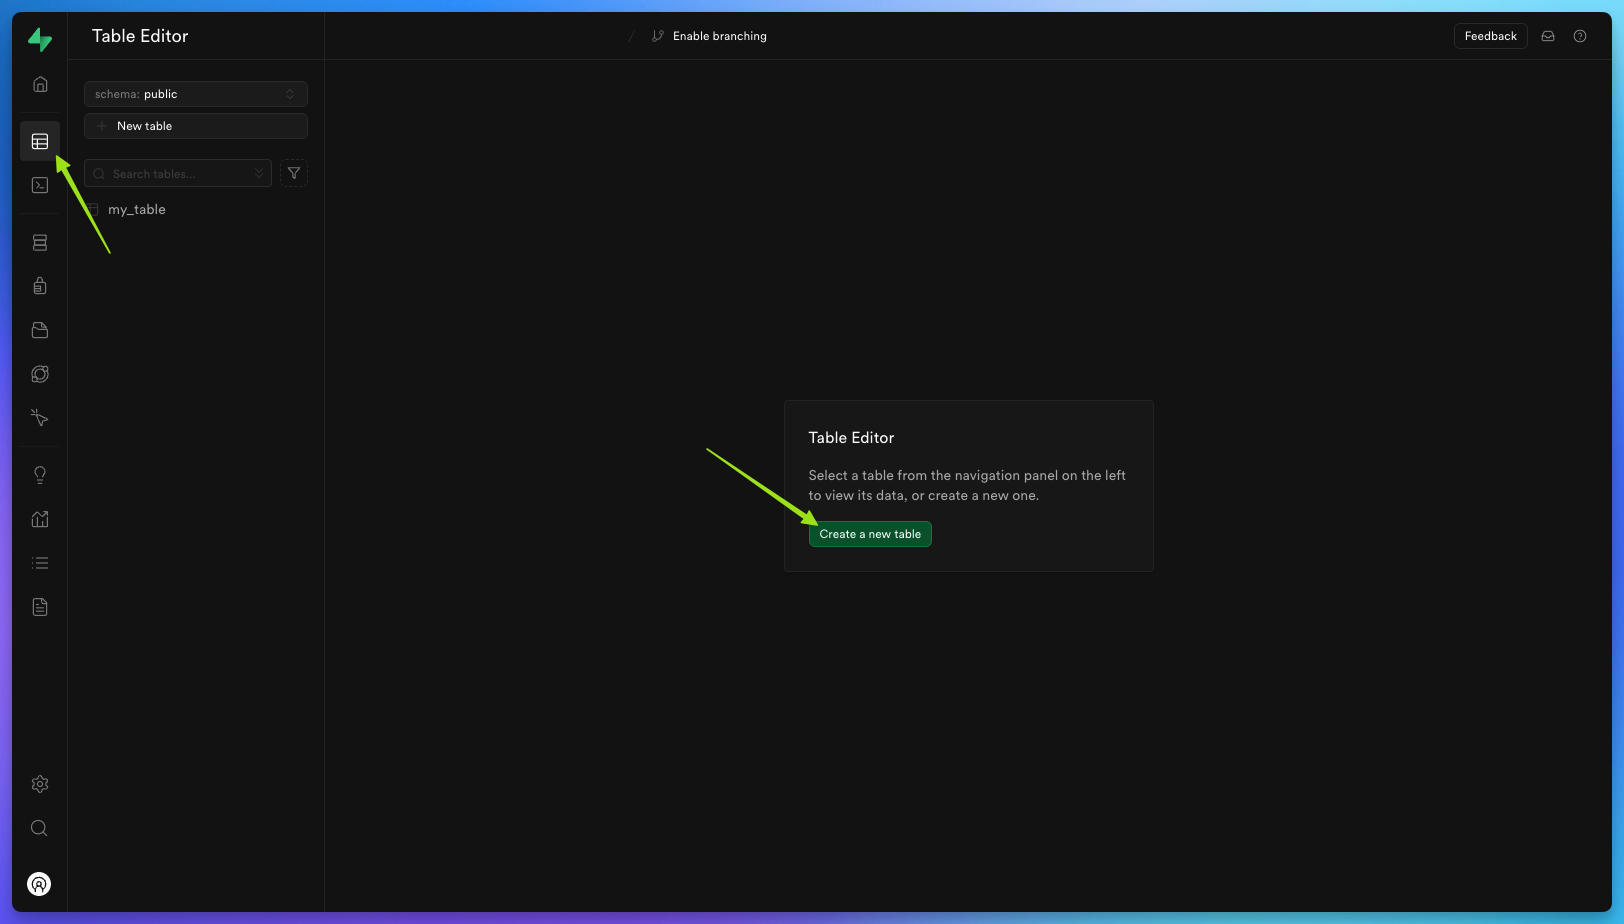 Table Editor
/ Enable branching
Feedback
schema: public
New table
Search tables...
my_table
Table Editor
Select a table from the navigation panel on the left
to view its data, or create a new one.
Create a new table